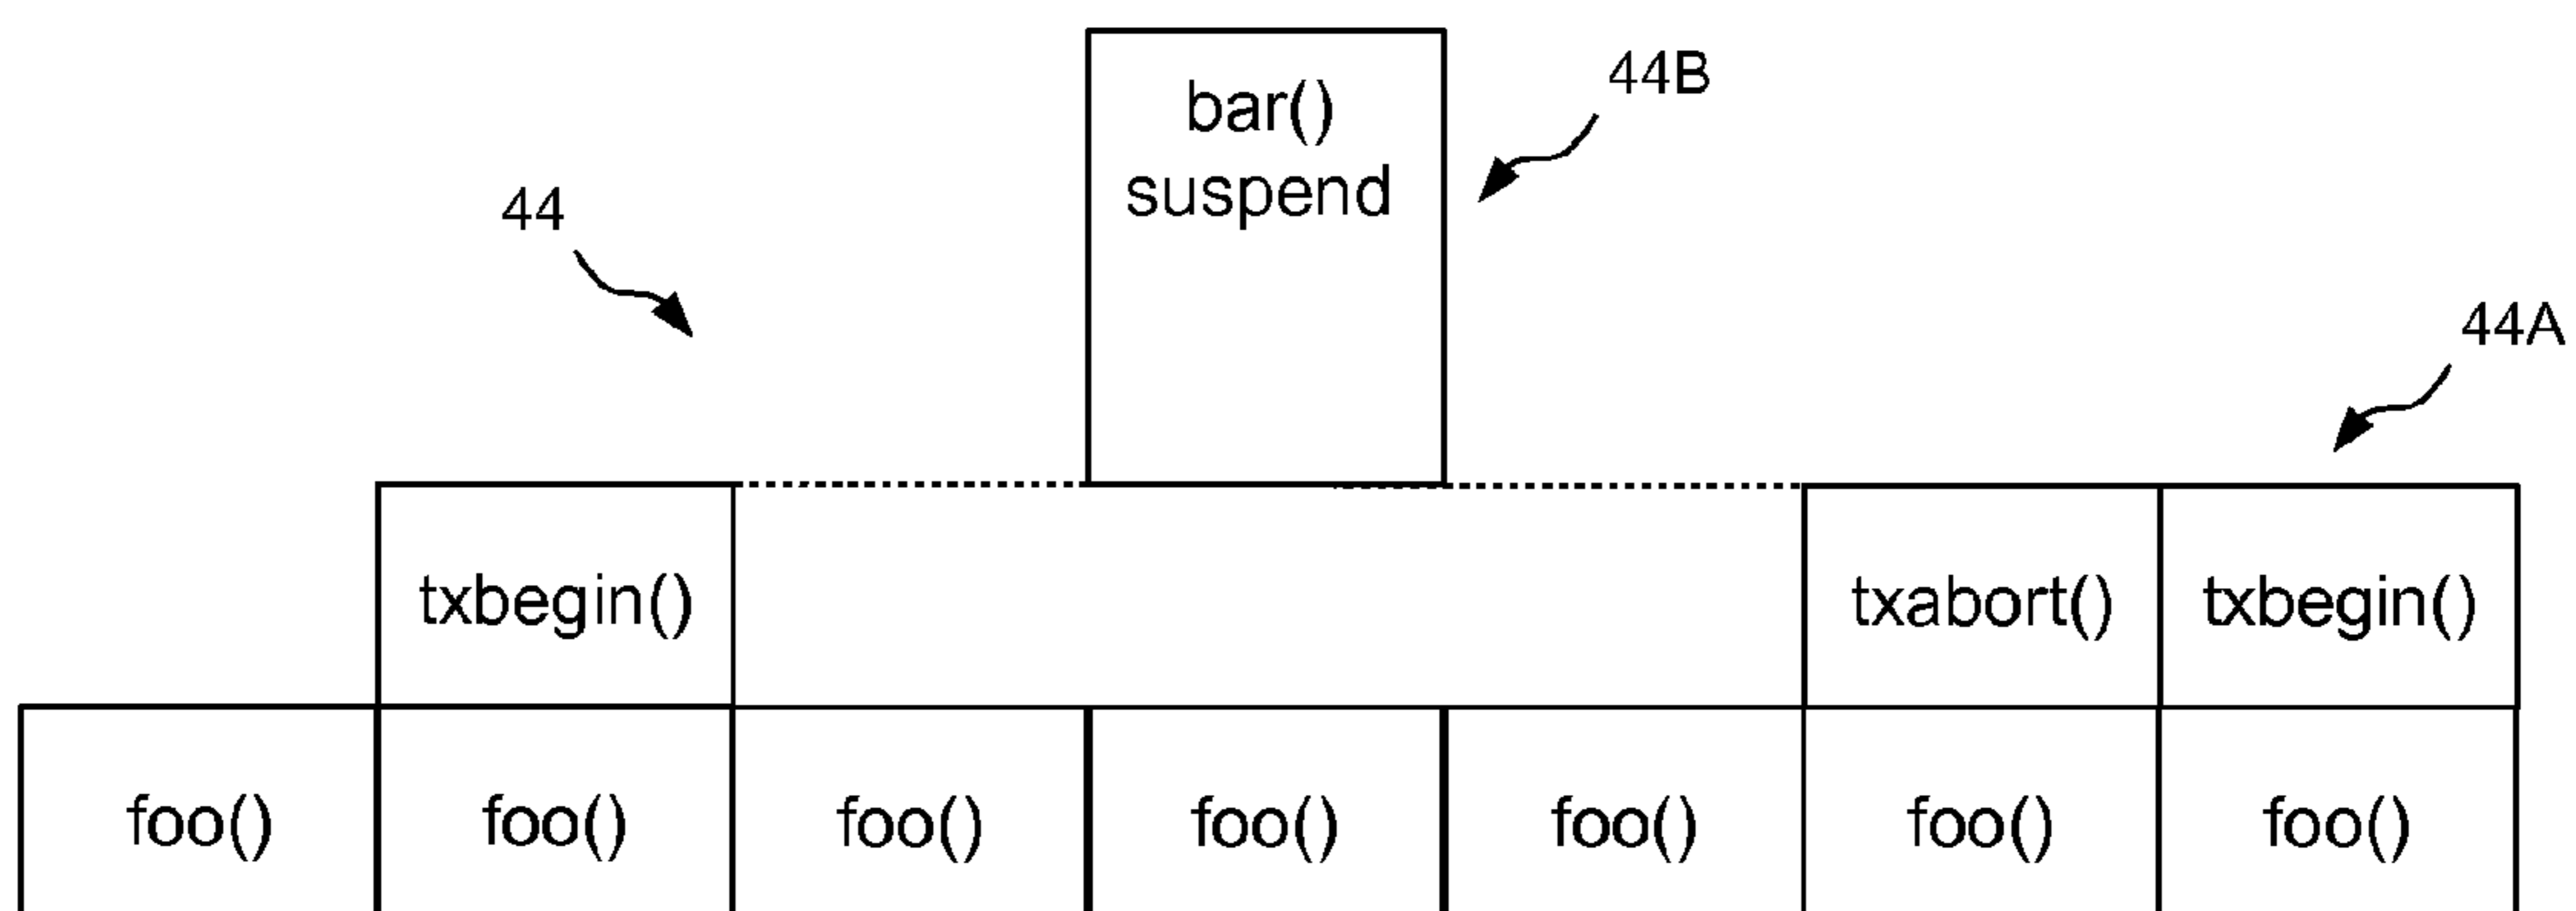 bar()
suspend
44B
44
44A
txbegin()
txabort()
txbegin()
foo()
foo()
foo()
foo()
foo()
foo()
foo()